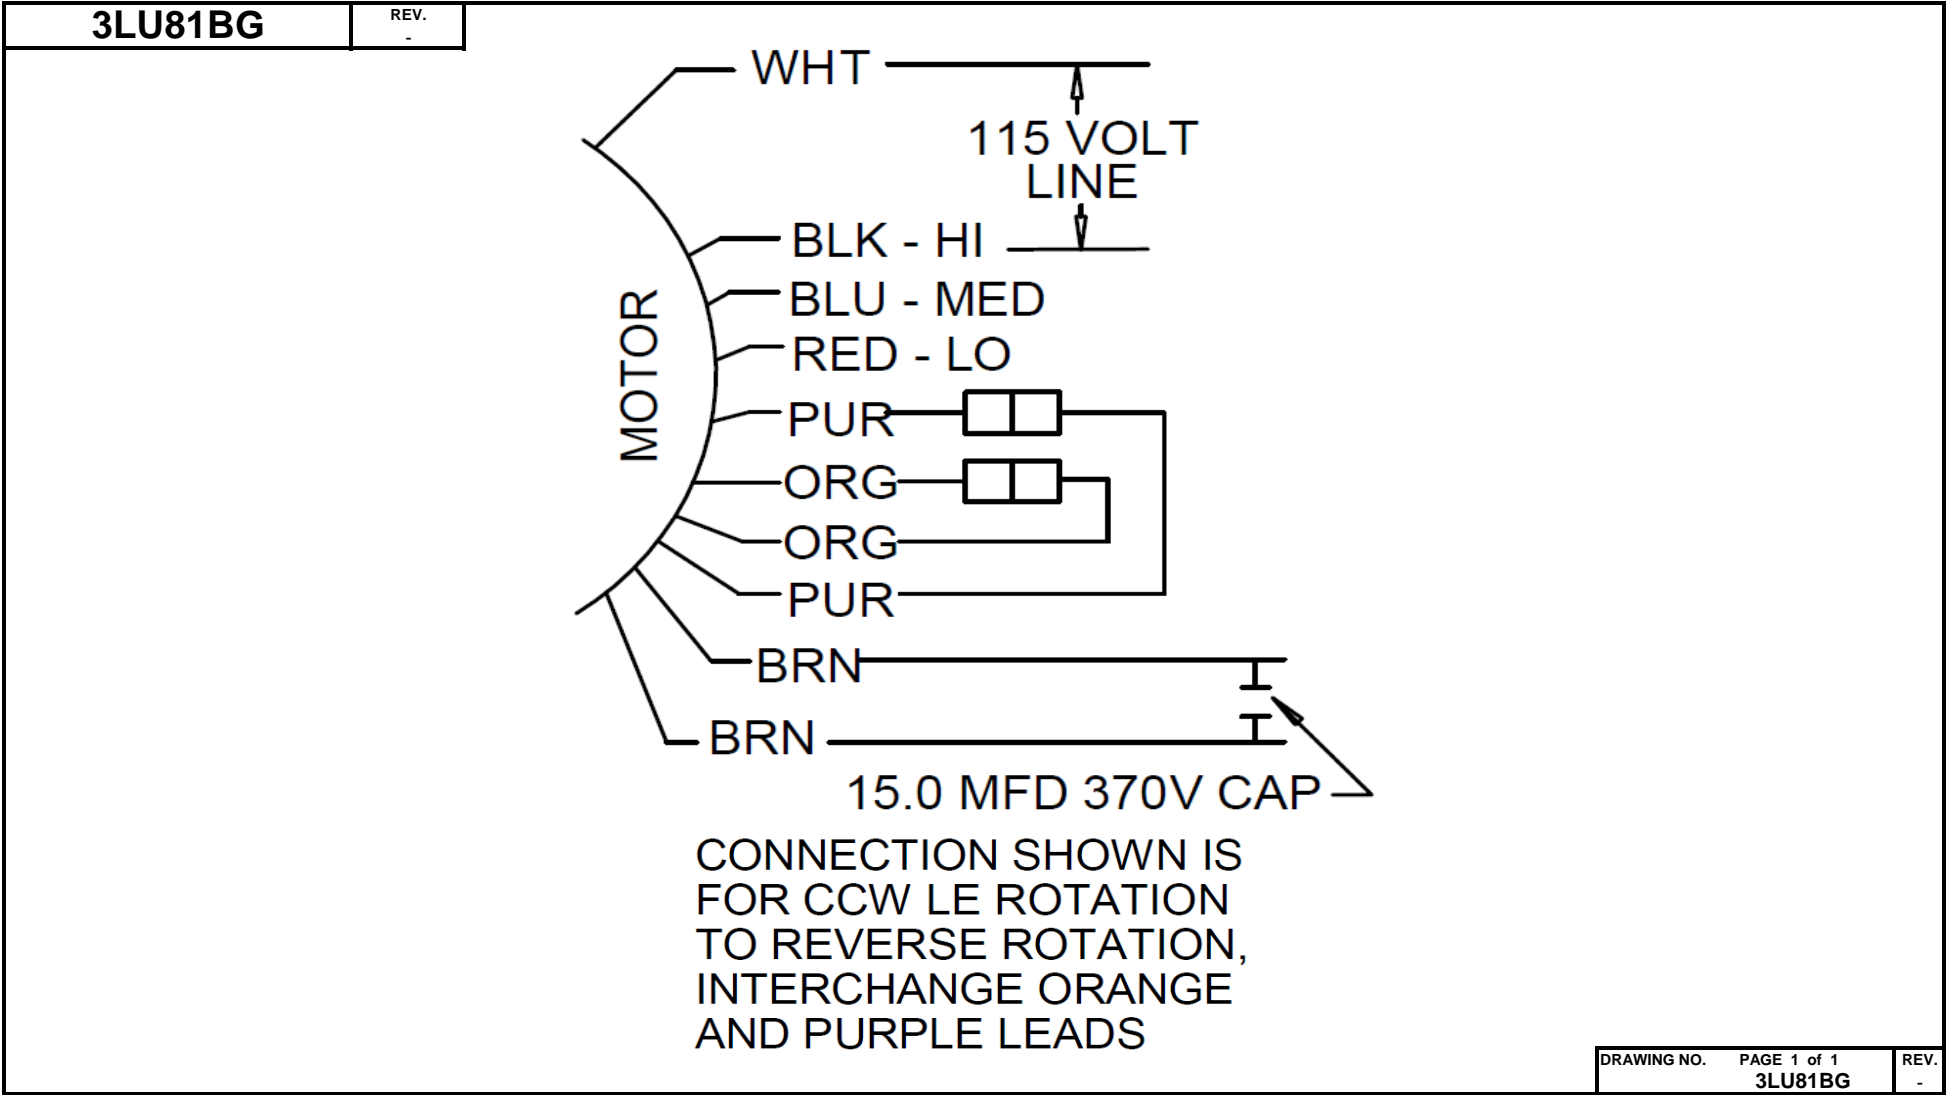 3LU81BG
REV.
-
WHT
115 VOLT
LINE
BLK - HI
BLU - MED
RED - LO
MOTOR
PUR
ORG
ORG
PUR
BRN
BRN
15.0 MFD 370V CAP
CONNECTION SHOWN IS
FOR CCW LE ROTATION
TO REVERSE ROTATION,
INTERCHANGE ORANGE
AND PURPLE LEADS
DRAWING NO. PAGE 1 of 1
3LU81BG
REV.
-